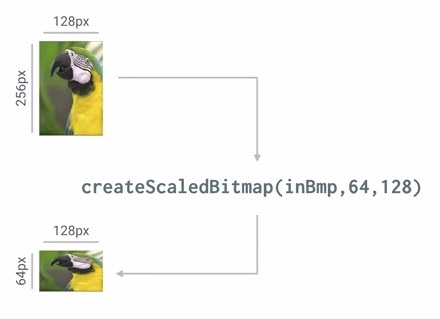 128px
256px
createScaledBitmap(inBmp,64,128)
128px
64px